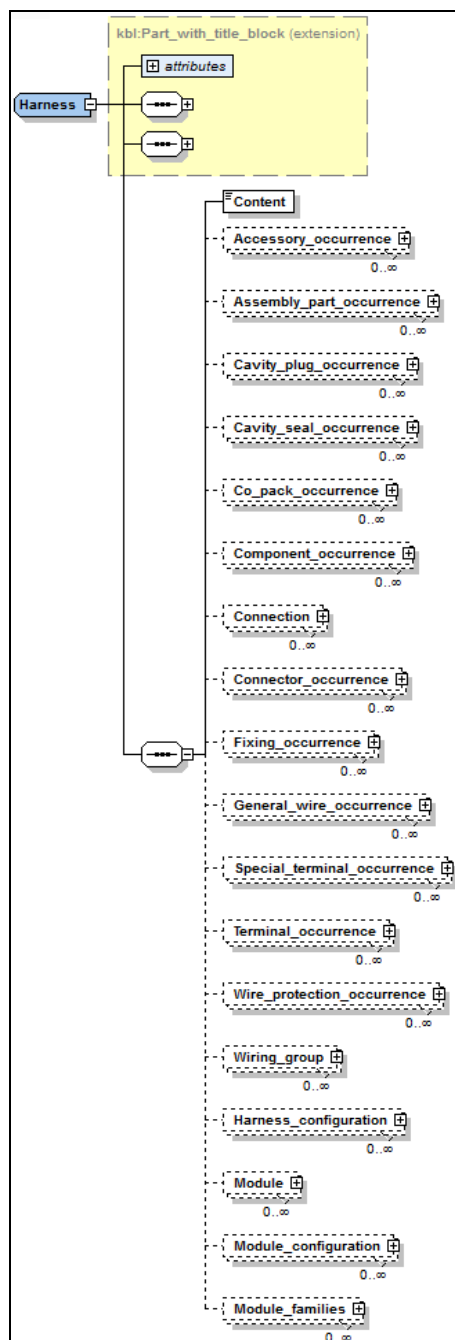 kbl:Part_with_title_block (extension)
attributes
Harness
Content
Accessory_occurrence
0..∞
Assembly_part_occurrence
0..∞
Cavity_plug_occurrence
0..∞
Cavity_seal_occurrence
0..∞
Co_pack_occurrence
0..∞
Component_occurrence
0..∞
Connection
0..∞
Connector_occurrence
0..∞
Fixing_occurrence
0..∞
General_wire_occurrence
0..∞
Special_terminal_occurrence
0..∞
Terminal_occurrence
0..∞
Wire_protection_occurrence
0..∞
Wiring_group
0..∞
Harness_configuration
0..∞
Module
0..∞
Module_configuration
0..∞
Module_families
0..∞